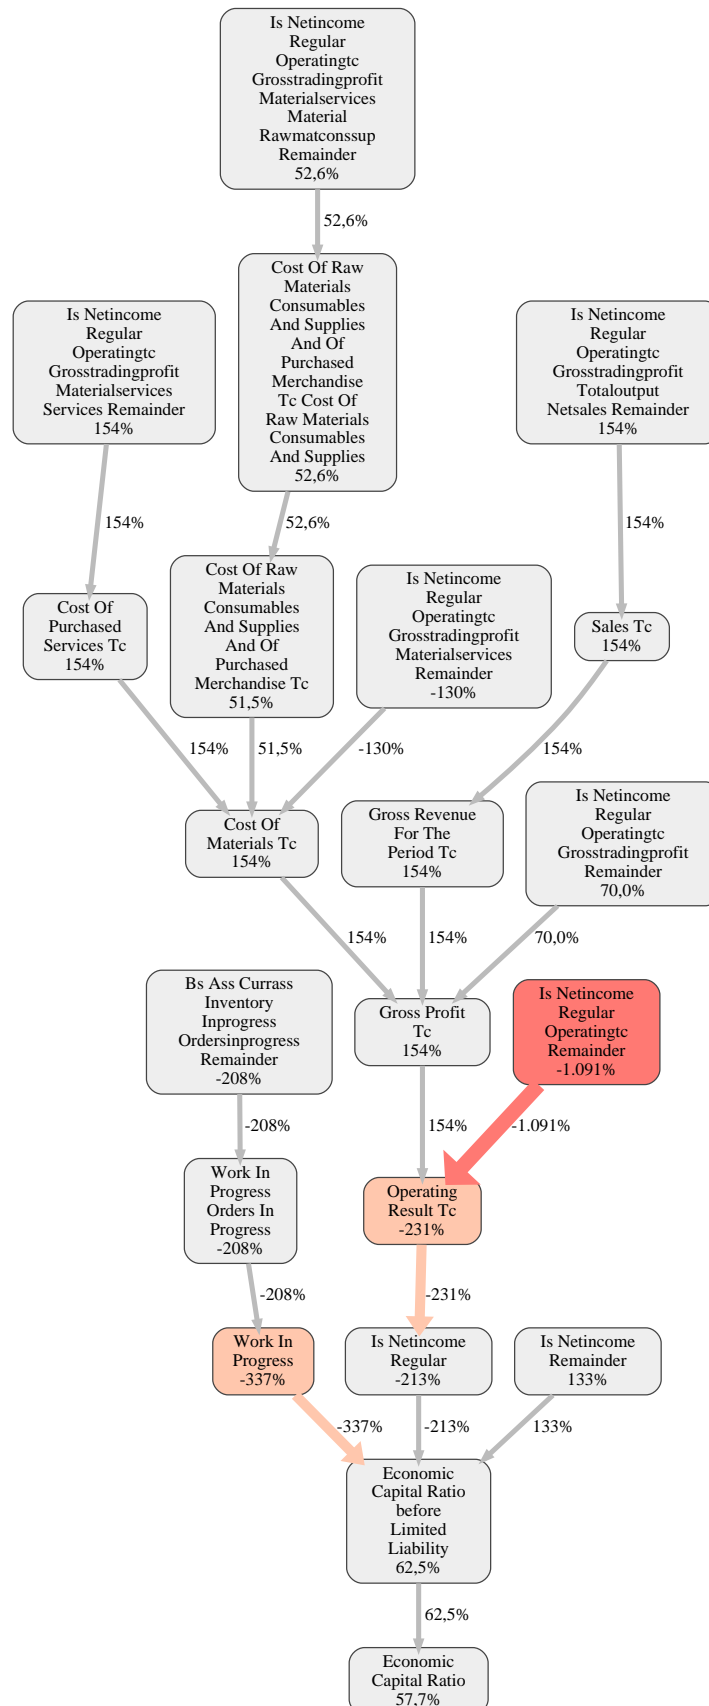 Is Netincome
Regular
Operatingtc
Grosstradingprofit
Materialservices
Material
Rawmatconssup
Remainder
52,6%
52,6%
Cost Of Raw
Materials
Consumables
And Supplies
And Of
Purchased
Merchandise
Tc Cost Of
Raw Materials
Consumables
And Supplies
52,6%
Is Netincome
Regular
Operatingtc
Grosstradingprofit
Materialservices
Services Remainder
154%
Is Netincome
Regular
Operatingtc
Grosstradingprofit
Totaloutput
Netsales Remainder
154%
154%
52,6%
154%
Cost Of
Purchased
Services Tc
154%
Cost Of Raw
Materials
Consumables
And Supplies
And Of
Purchased
Merchandise Tc
51,5%
Is Netincome
Regular
Operatingtc
Grosstradingprofit
Materialservices
Remainder
-130%
Sales Tc
154%
154%
51,5%
-130%
154%
Cost Of
Materials Tc
154%
Gross Revenue
For The
Period Tc
154%
Is Netincome
Regular
Operatingtc
Grosstradingprofit
Remainder
70,0%
154%
154%
70,0%
Bs Ass Currass
Inventory
Inprogress
Ordersinprogress
Remainder
-208%
Gross Profit
Tc
154%
Is Netincome
Regular
Operatingtc
Remainder
-1.091%
-208%
154%
-1.091%
Work In
Progress
Orders In
Progress
-208%
Operating
Result Tc
-231%
-208%
-231%
Work In
Progress
-337%
Is Netincome
Regular
-213%
Is Netincome
Remainder
133%
-337%
-213%
133%
Economic
Capital Ratio
before
Limited
Liability
62,5%
62,5%
Economic
Capital Ratio
57,7%